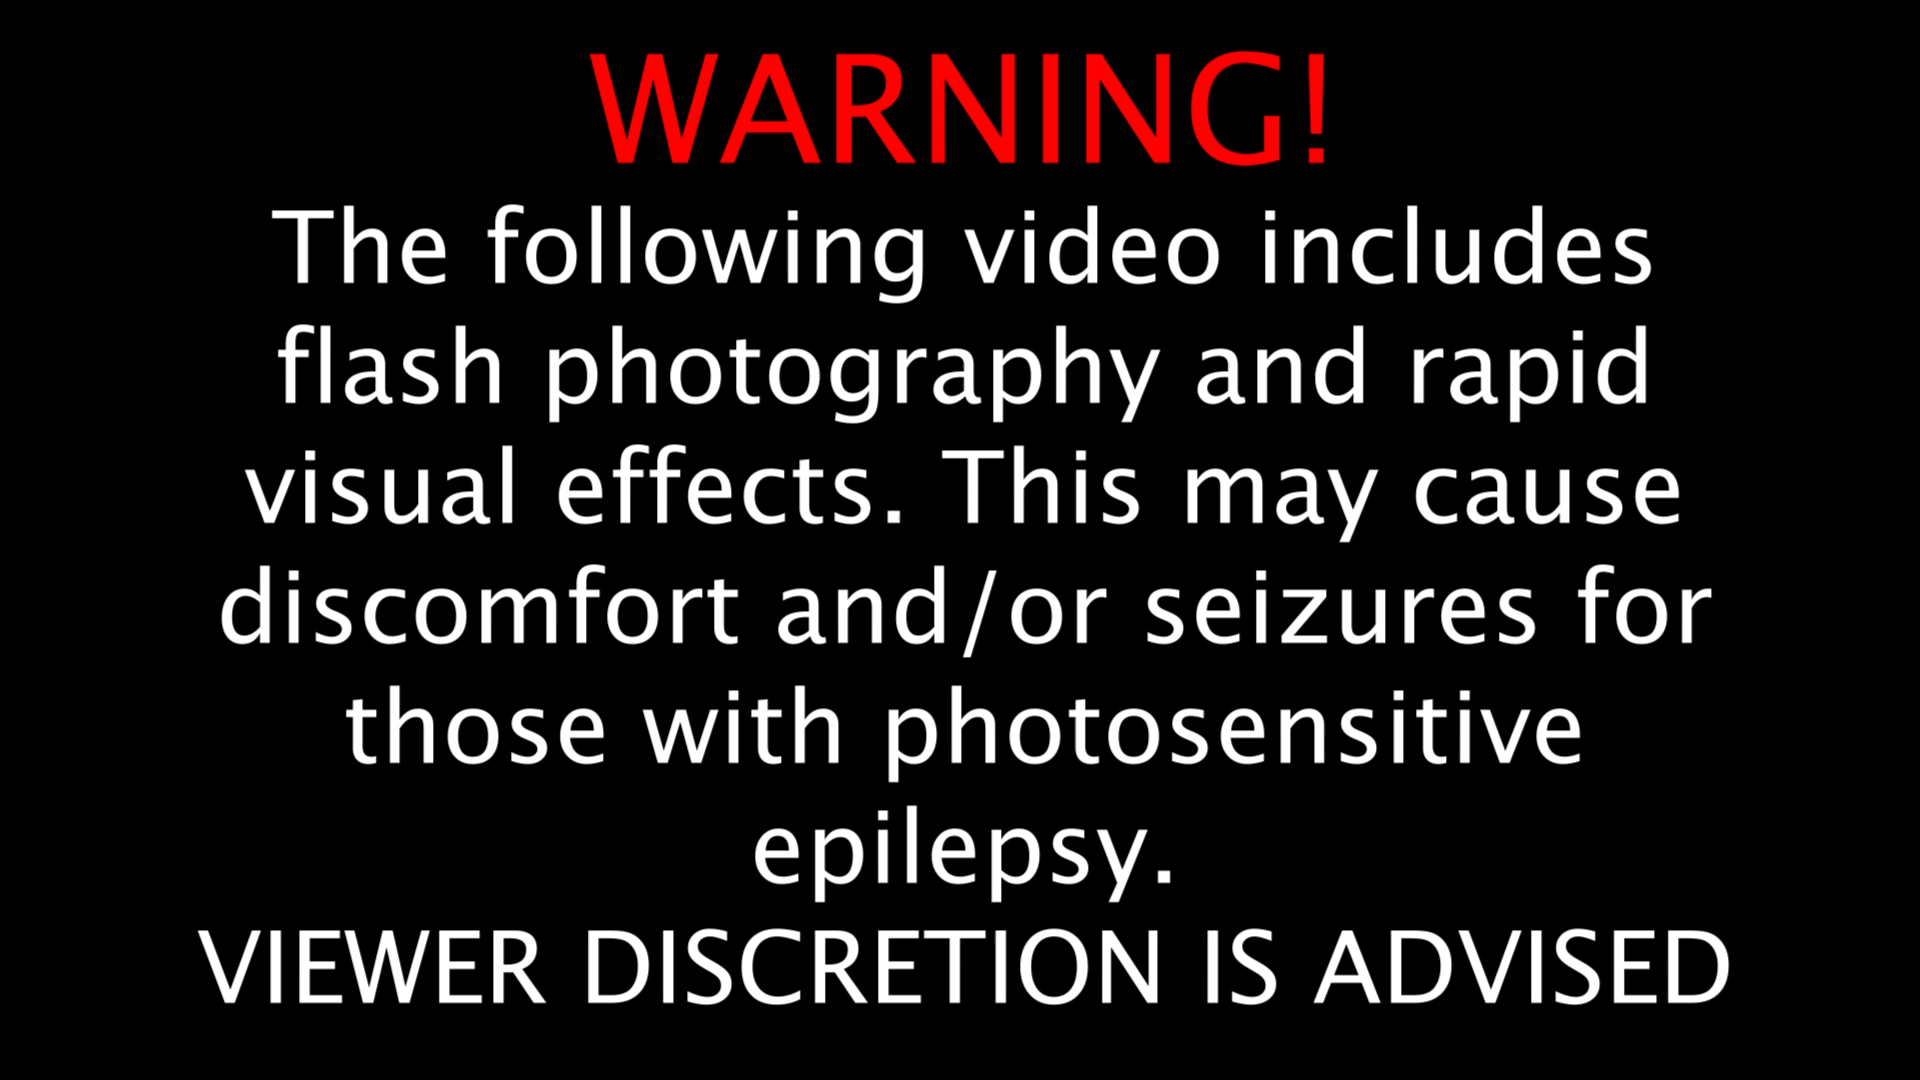 WARNING!
The following video includes
flash photography and rapid
visual effects. This may cause
discomfort and/or seizures for
those with photosensitive
epilepsy.
VIEWER DISCRETION IS ADVISED